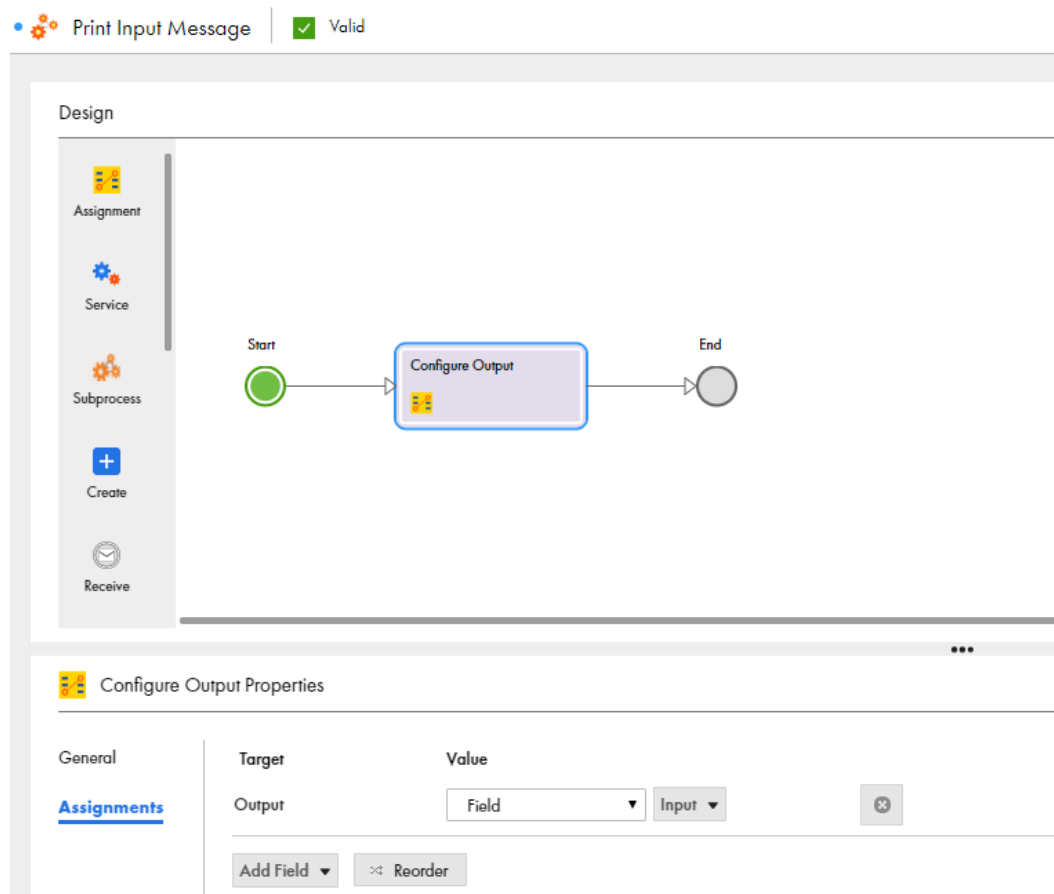 Print Input Message Valid
Design
Assignment
Service
Subprocess
Create
Receive
Start
Configure Output
End
Configure Output Properties
General
Assignments
Target Value
Output Field Input
Add Field Reorder